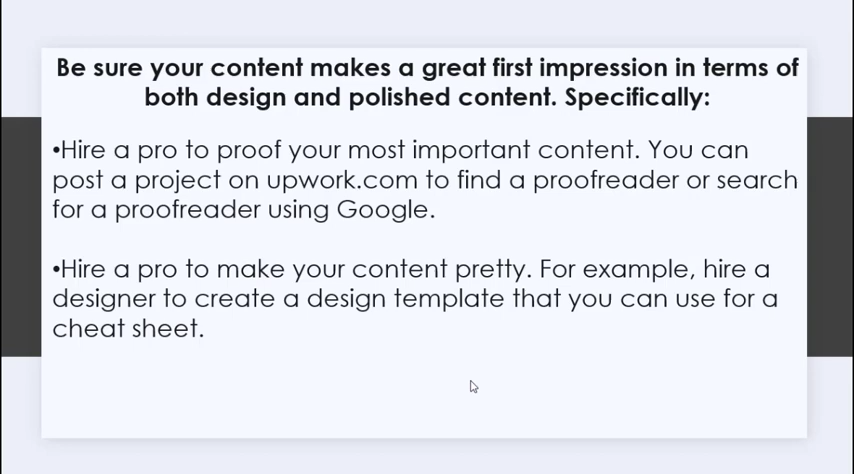 Be sure your content makes a great first impression in terms of
both design and polished content. Specifically:
•Hire a pro to proof your most important content. You can
post a project on upwork.com to find a proofreader or search
for a proofreader using Google.
•Hire a pro to make your content pretty. For example, hire a
designer to create a design template that you can use for a
cheat sheet.